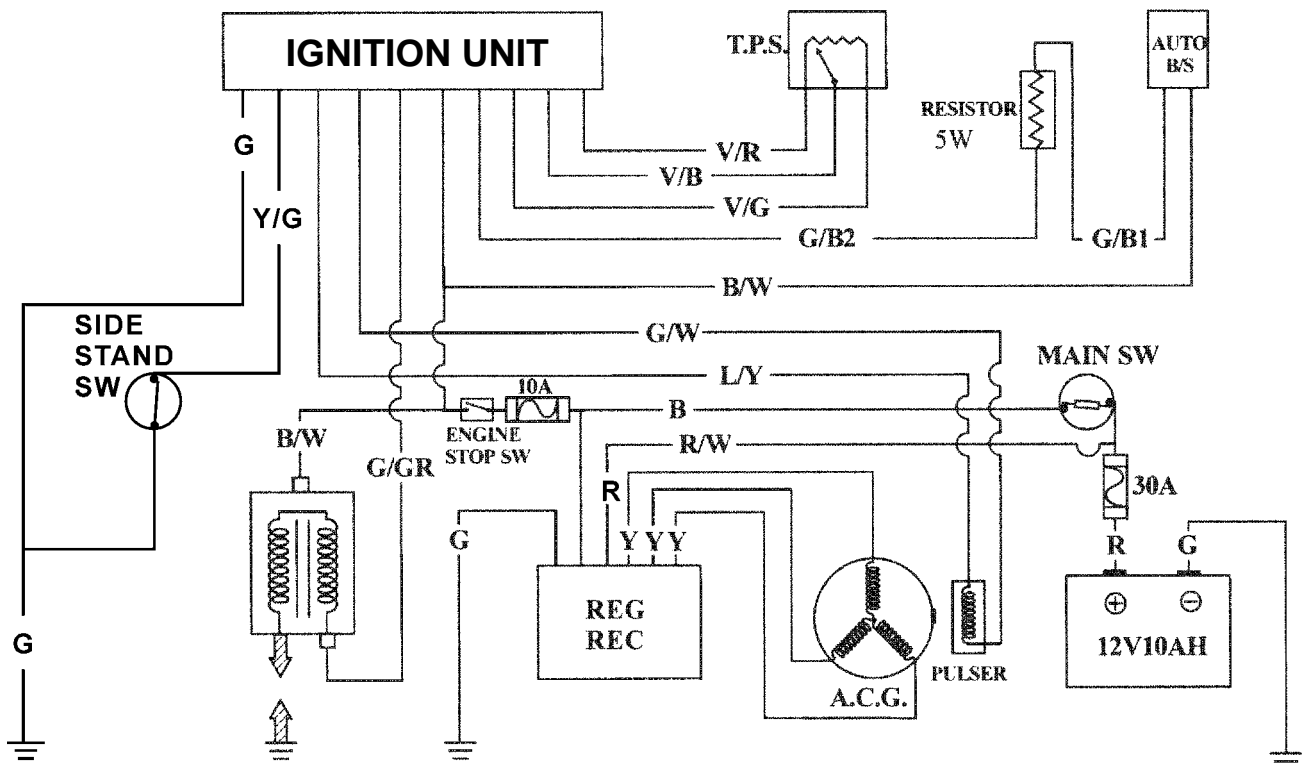 IGNITION UNIT
T.P.S.
AUTO
B/S
RESISTOR
5W
G
Y/G
V/R
V/B
V/G
G/B2
G/B1
B/W
SIDE
STAND
SW
G/W
L/Y
MAIN SW
10A
B
B/W
ENGINE
STOP SW
R/W
G/GR
R
30A
G
Y Y Y
R
G
REG
REC
+
−
12V10AH
PULSER
A.C.G.
G